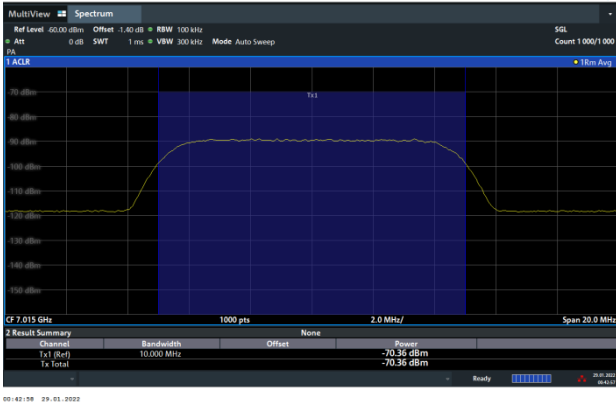 MultiView Spectrum
Ref Level -60.00 dBm Offset -1.40 dB RBW 100 kHz SGL
Att 0 dB SWT 1 ms VBW 300 kHz Mode Auto Sweep Count 1 000/1 000
PA
1 ACLR 1Rm Avg
-70 dBm
Tx1
-80 dBm
-90 dBm
-100 dBm
-110 dBm
-120 dBm
-130 dBm
-140 dBm
-150 dBm
CF 7.015 GHz 1000 pts 2.0 MHz/ Span 20.0 MHz
2 Result Summary None
Channel Bandwidth Offset Power
Tx1 (Ref) 10.000 MHz -70.36 dBm
Tx Total -70.36 dBm
Ready 29.01.2022
00:42:57
00:42:58 29.01.2022